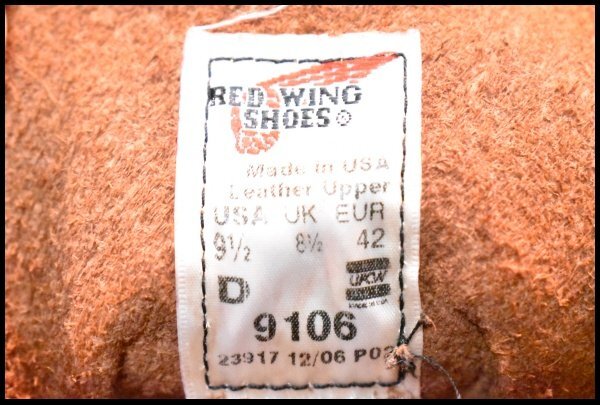 RED WING
SHOES ®
Made in USA
Leather Upper
USA UK EUR
9½ 8½ 42
D UFCW
9106
23917 12/06 P02